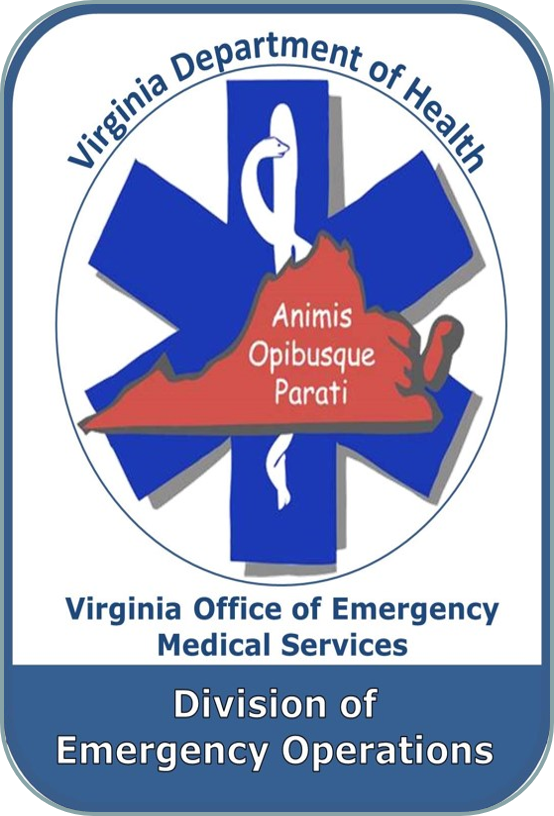 Virginia Department of Health
Animis
Opibusque
Parati
Virginia Office of Emergency
Medical Services
Division of
Emergency Operations